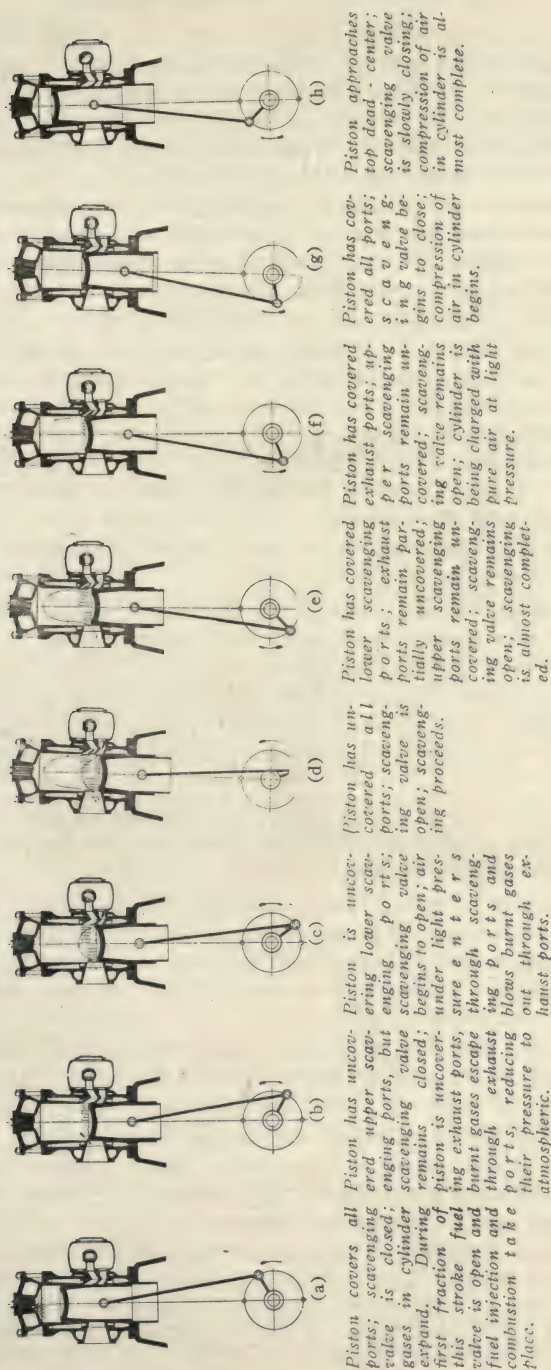 (a)
Piston covers all
ports; scavenging
valve is closed;
gases in cylinder
expand. During
first fraction of
this stroke fuel
valve is open and
fuel injection and
combustion take
place.
(b)
Piston has uncov-
ered upper scav-
enging ports, but
scavenging valve
remains closed;
piston is uncover-
ing exhaust ports,
burnt gases escape
through exhaust
ports, reducing
their pressure to
atmospheric.
(c)
Piston is uncov-
ering lower scav-
enging ports;
scavenging valve
begins to open; air
under light pres-
sure enters
through scaveng-
ing ports and
blows burnt gases
out through ex-
haust ports.
(d)
Piston has un-
covered all
ports; scaveng-
ing valve is
open; scaveng-
ing proceeds.
(e)
Piston has covered
lower scavenging
ports; exhaust
ports remain par-
tially uncovered;
upper scavenging
ports remain un-
covered; scaveng-
ing valve remains
open; scavenging
is almost complet-
ed.
(f)
Piston has covered
exhaust ports; up-
per scavenging
ports remain un-
covered; scaveng-
ing valve remains
open; cylinder is
being charged with
pure air at light
pressure.
(g)
Piston has cov-
ered all ports;
scaveng-
ing valve be-
gins to close;
compression of
air in cylinder
begins.
(h)
Piston approaches
top dead-center;
scavenging valve
is slowly closing;
compression of air
in cylinder is al-
most complete.